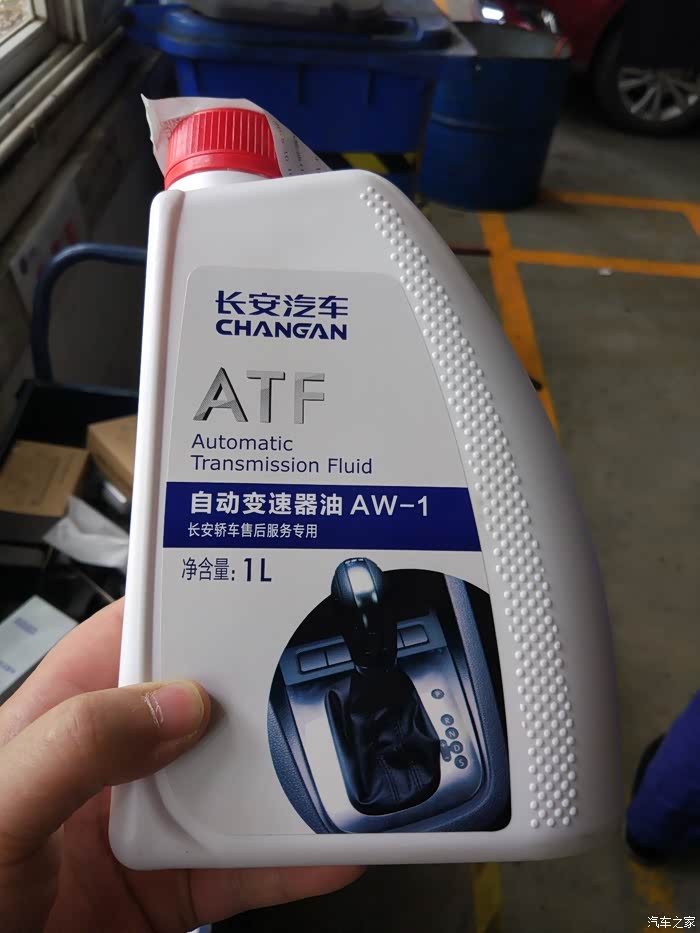 长安汽车
CHANGAN
ATF
Automatic
Transmission Fluid
自动变速器油 AW-1
长安轿车售后服务专用
净含量: 1L
P
R
N
D
S
汽车之家